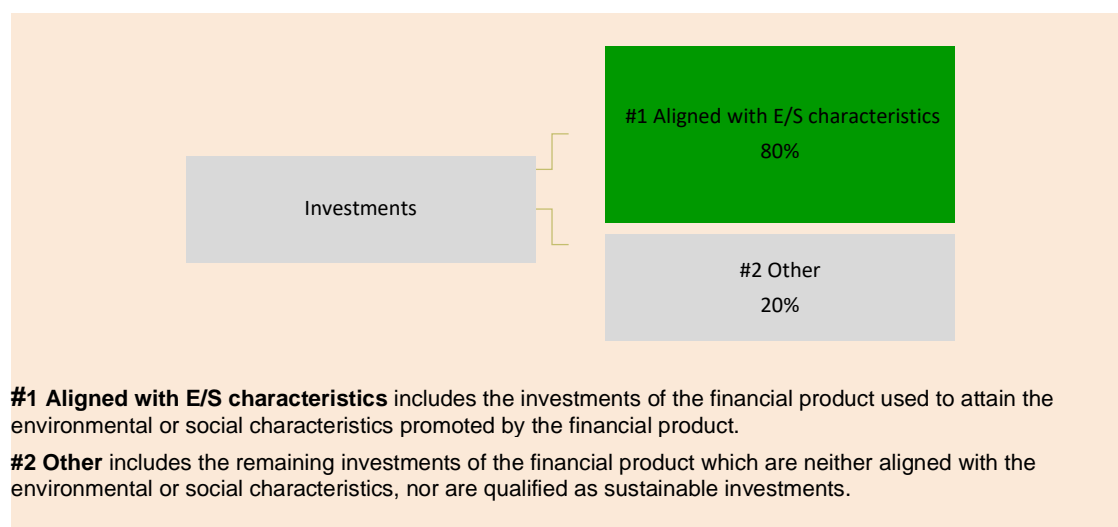 #1 Aligned with E/S characteristics
80%
Investments
#2 Other
20%
#1 Aligned with E/S characteristics includes the investments of the financial product used to attain the
environmental or social characteristics promoted by the financial product.
#2 Other includes the remaining investments of the financial product which are neither aligned with the
environmental or social characteristics, nor are qualified as sustainable investments.